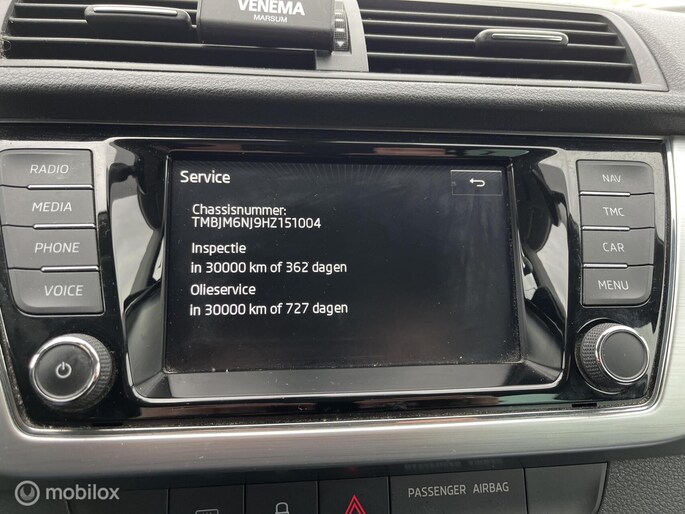 VENEMA
MARSUM
RADIO
MEDIA
PHONE
VOICE
Service
Chassisnummer:
TMBJM6NJ9HZ151004
Inspectie
in 30000 km of 362 dagen
Olieservice
in 30000 km of 727 dagen
NAV
TMC
CAR
MENU
PASSENGER AIRBAG
mobilox